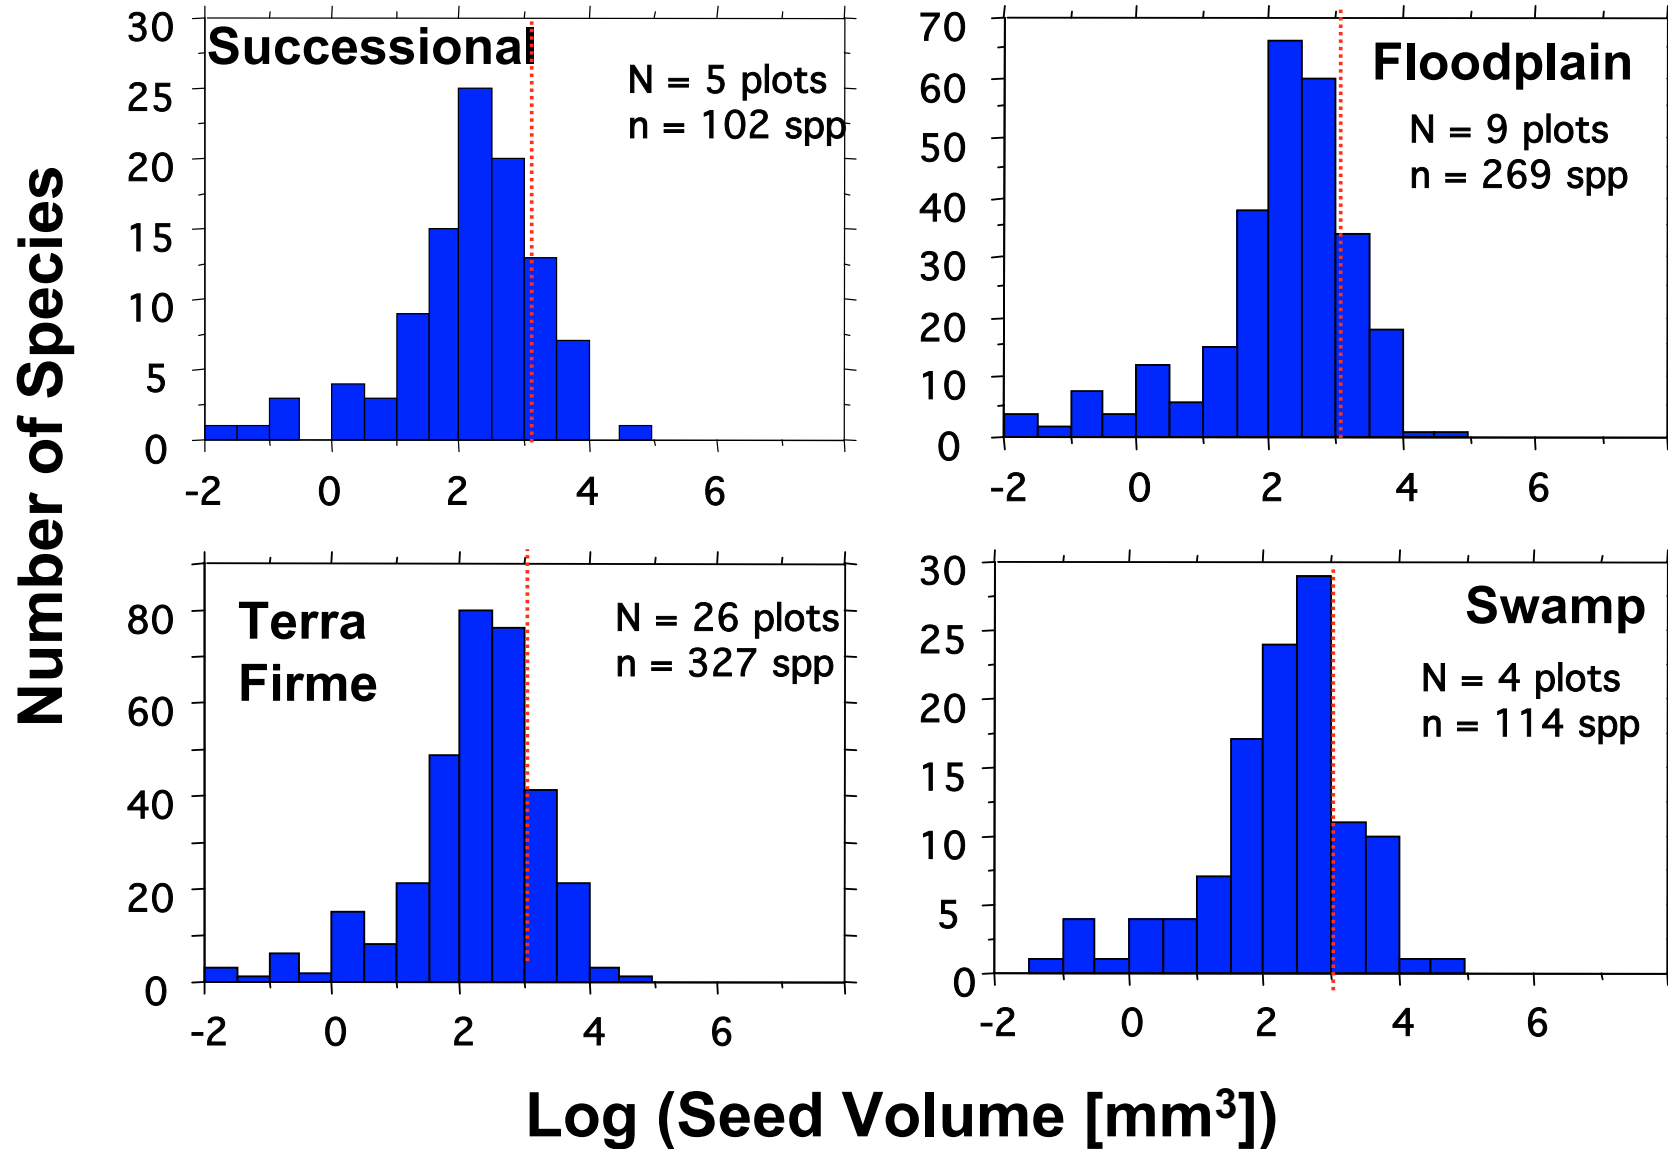 Number of Species
Successional
N = 5 plots
n = 102 spp
30
25
20
15
10
5
0
-2 0 2 4 6
Floodplain
N = 9 plots
n = 269 spp
70
60
50
40
30
20
10
0
-2 0 2 4 6
Terra
Firme
N = 26 plots
n = 327 spp
80
60
40
20
0
-2 0 2 4 6
Swamp
N = 4 plots
n = 114 spp
30
25
20
15
10
5
0
-2 0 2 4 6
Log (Seed Volume [mm³])